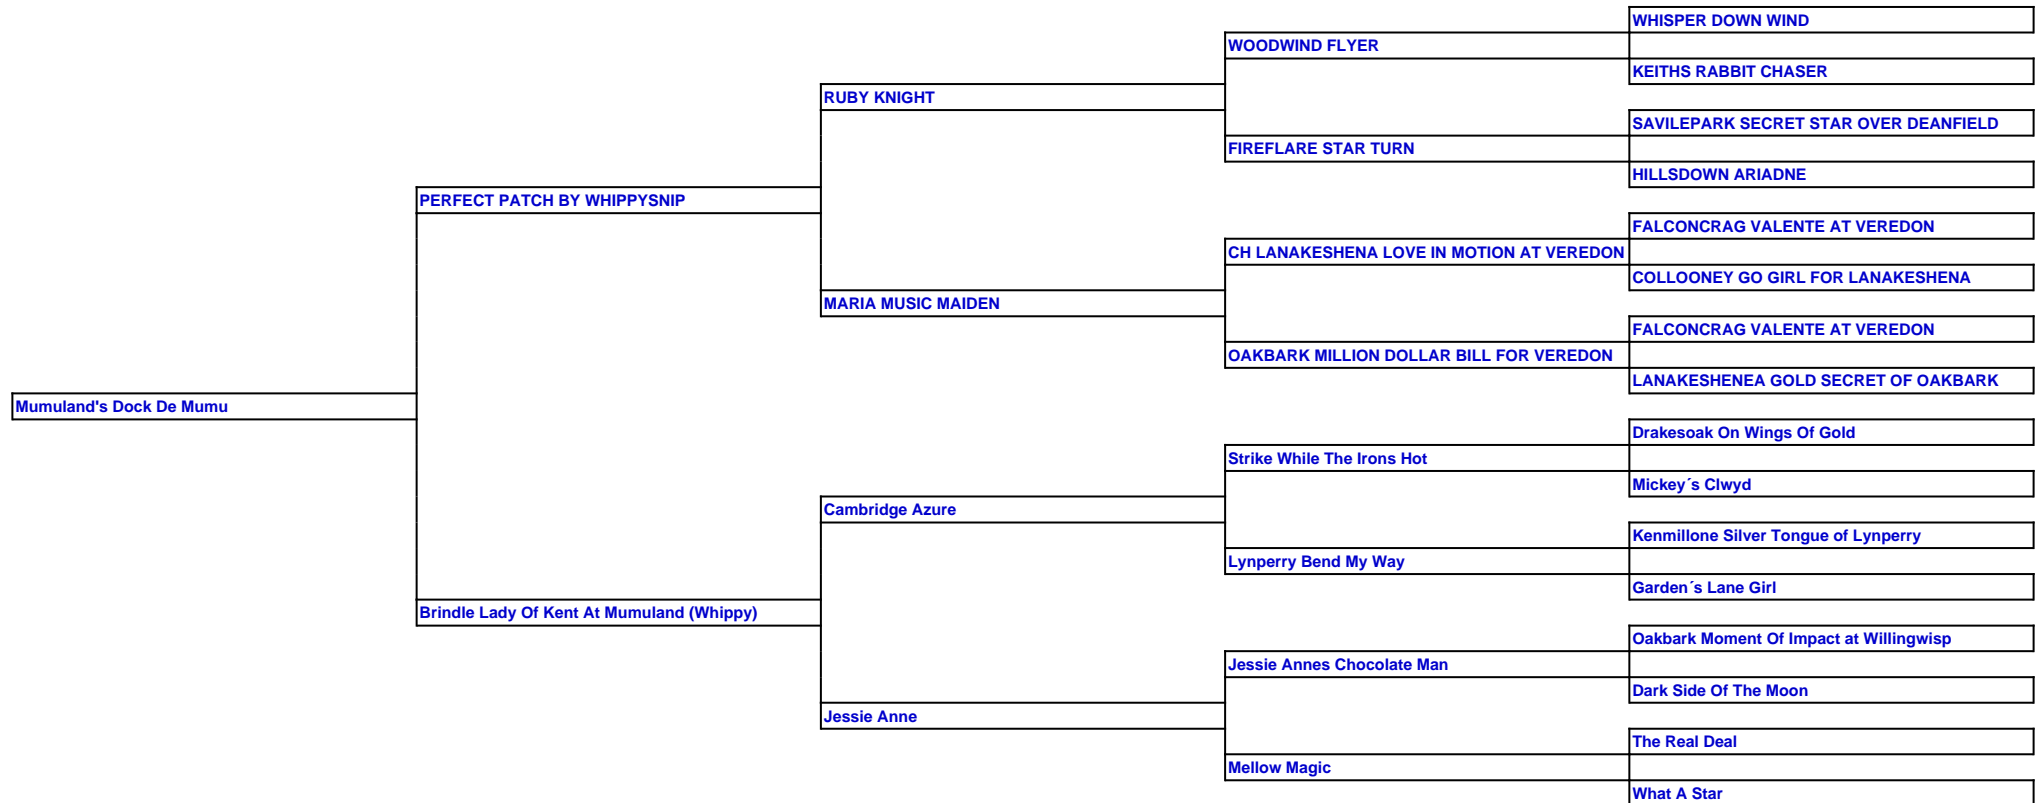 WHISPER DOWN WIND
WOODWIND FLYER
KEITHS RABBIT CHASER
RUBY KNIGHT
SAVILEPARK SECRET STAR OVER DEANFIELD
FIREFLARE STAR TURN
HILLSDOWN ARIADNE
PERFECT PATCH BY WHIPPYSNIP
FALCONCRAG VALENTE AT VEREDON
CH LANAKESHENA LOVE IN MOTION AT VEREDON
COLLOONEY GO GIRL FOR LANAKESHENA
MARIA MUSIC MAIDEN
FALCONCRAG VALENTE AT VEREDON
OAKBARK MILLION DOLLAR BILL FOR VEREDON
LANAKESHENEA GOLD SECRET OF OAKBARK
Mumuland's Dock De Mumu
Drakesoak On Wings Of Gold
Strike While The Irons Hot
Mickey´s Clwyd
Cambridge Azure
Kenmillone Silver Tongue of Lynperry
Lynperry Bend My Way
Garden´s Lane Girl
Brindle Lady Of Kent At Mumuland (Whippy)
Oakbark Moment Of Impact at Willingwisp
Jessie Annes Chocolate Man
Dark Side Of The Moon
Jessie Anne
The Real Deal
Mellow Magic
What A Star